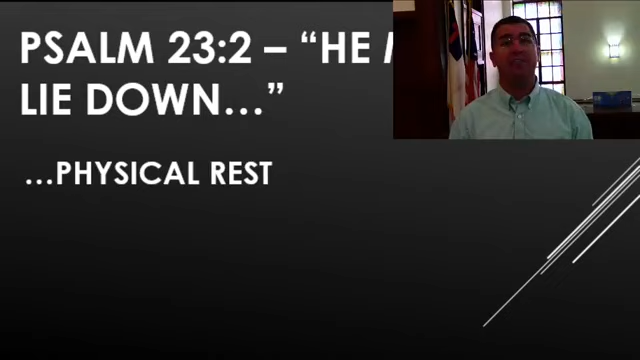 PSALM 23:2 – “HE
LIE DOWN…”
…PHYSICAL REST